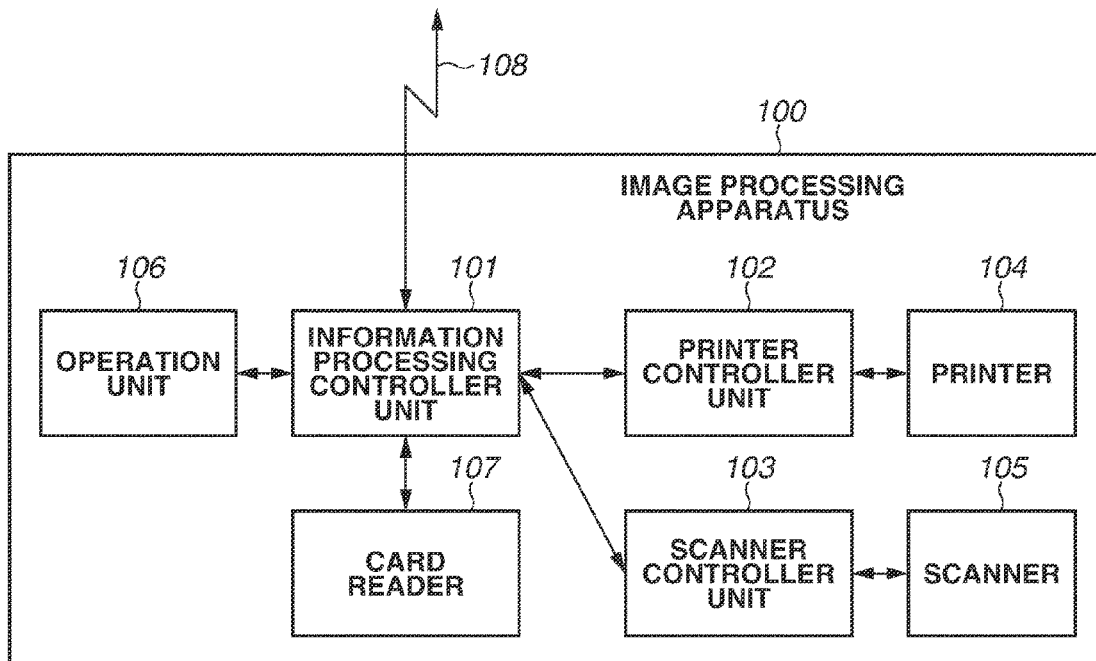 108
100
IMAGE PROCESSING
APPARATUS
106
101
102
104
OPERATION
UNIT
INFORMATION
PROCESSING
CONTROLLER
UNIT
PRINTER
CONTROLLER
UNIT
PRINTER
107
103
105
CARD
READER
SCANNER
CONTROLLER
UNIT
SCANNER